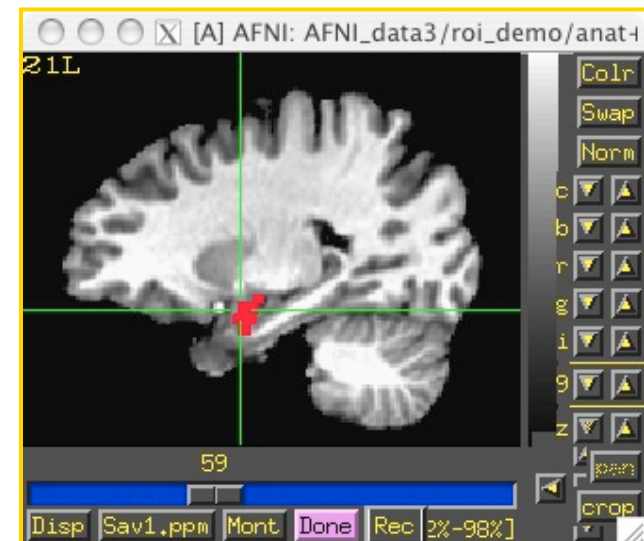 X [A] AFNI: AFNI_data3/roi_demo/anat+
21L
Colr
Swap
Norm
c
b
r
g
i
9
z
pan
crop
59
Disp Sav1.ppm Mont Done Rec 2%-98%]